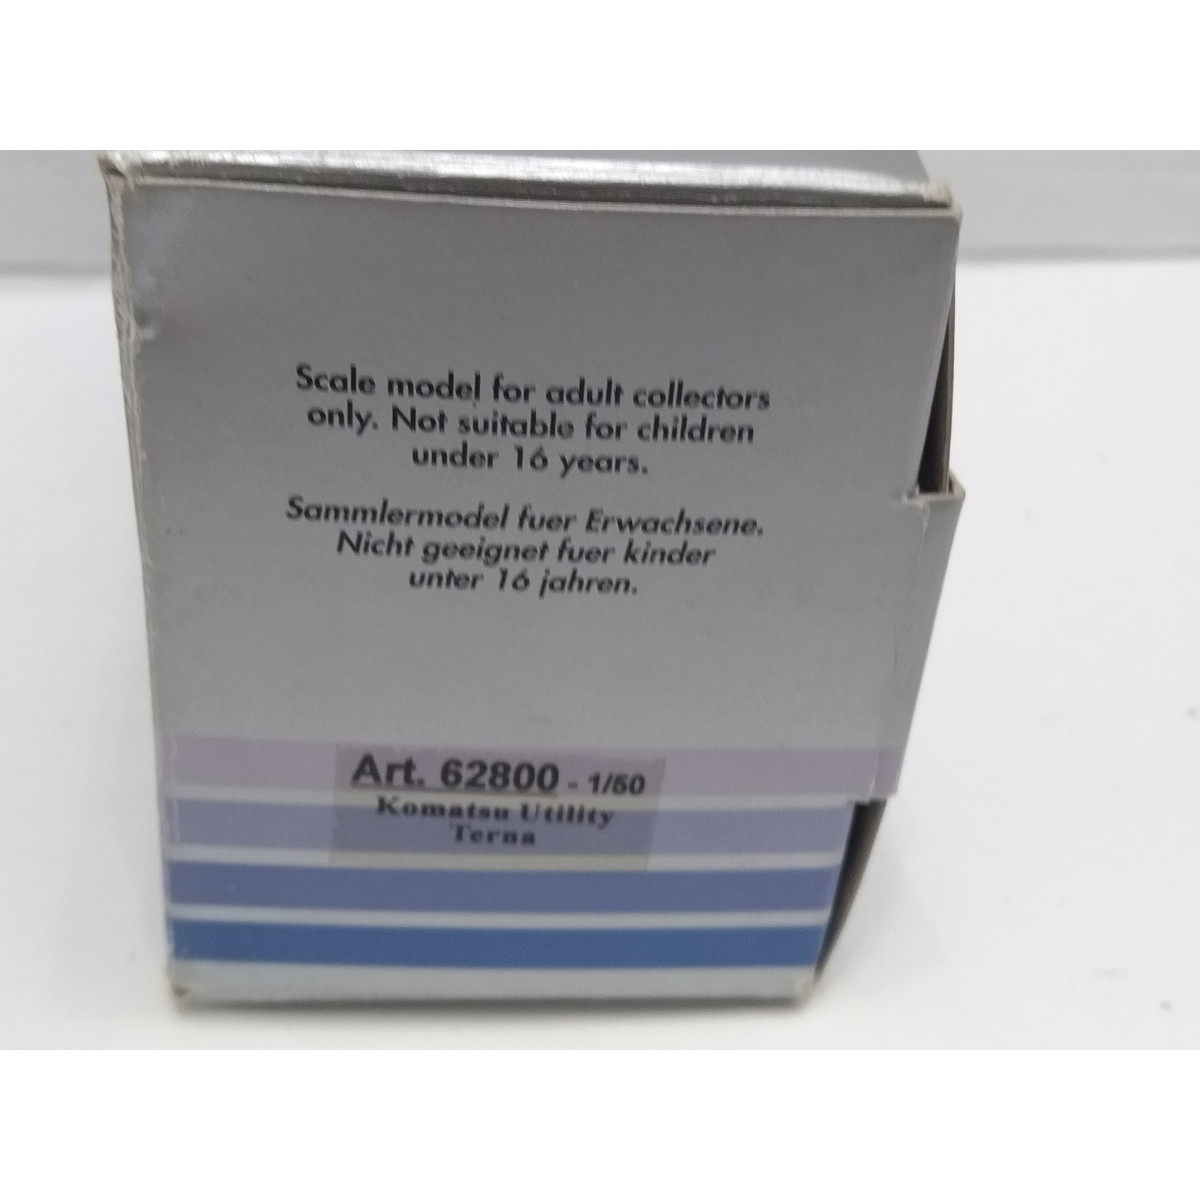 Scale model for adult collectors
only. Not suitable for children
under 16 years.
Sammlermodel fuer Erwachsene.
Nicht geeignet fuer kinder
unter 16 jahren.
Art. 62800 - 1/50
Komatsu Utility
Terna